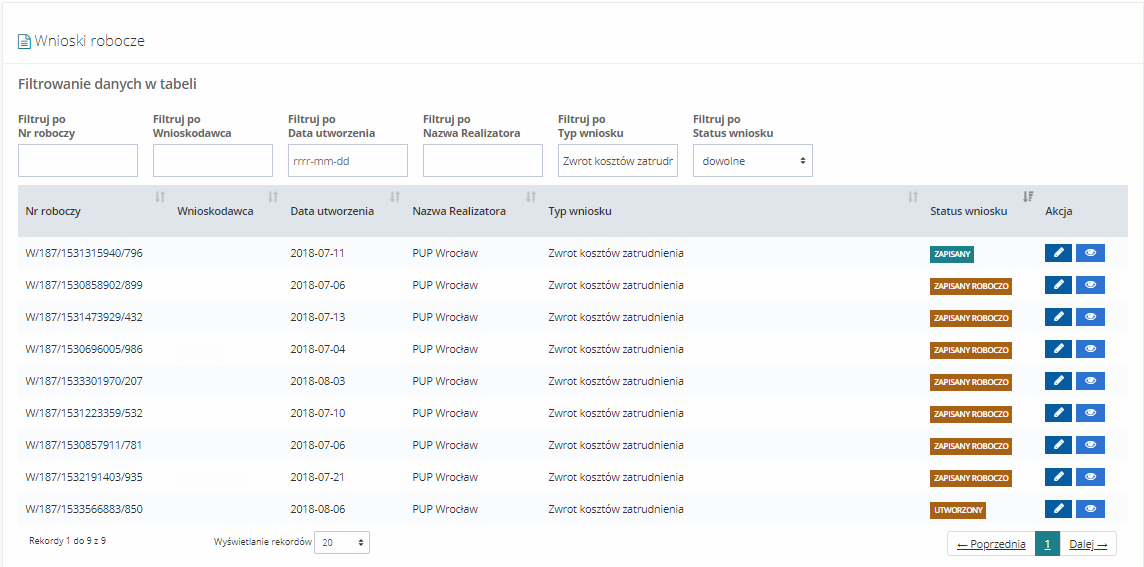 Wnioski robocze
Filtrowanie danych w tabeli
Filtruj po Filtruj po Filtruj po Filtruj po Filtruj po Filtruj po
Nr roboczy Wnioskodawca Data utworzenia Nazwa Realizatora Typ wniosku Status wniosku
rrrr-mm-dd Zwrot kosztów zatrudr dowolne
Nr roboczy Wnioskodawca Data utworzenia Nazwa Realizatora Typ wniosku Status wniosku Akcja
W/187/1531315940/796 2018-07-11 PUP Wrocław Zwrot kosztów zatrudnienia ZAPISANY
W/187/1530858902/899 2018-07-06 PUP Wrocław Zwrot kosztów zatrudnienia ZAPISANY ROBOCZO
W/187/1531473929/432 2018-07-13 PUP Wrocław Zwrot kosztów zatrudnienia ZAPISANY ROBOCZO
W/187/1530696005/986 2018-07-04 PUP Wrocław Zwrot kosztów zatrudnienia ZAPISANY ROBOCZO
W/187/1533301970/207 2018-08-03 PUP Wrocław Zwrot kosztów zatrudnienia ZAPISANY ROBOCZO
W/187/1531223359/532 2018-07-10 PUP Wrocław Zwrot kosztów zatrudnienia ZAPISANY ROBOCZO
W/187/1530857911/781 2018-07-06 PUP Wrocław Zwrot kosztów zatrudnienia ZAPISANY ROBOCZO
W/187/1532191403/935 2018-07-21 PUP Wrocław Zwrot kosztów zatrudnienia ZAPISANY ROBOCZO
W/187/1533566883/850 2018-08-06 PUP Wrocław Zwrot kosztów zatrudnienia UTWORZONY
Rekordy 1 do 9 z 9 Wyświetlanie rekordów 20 ← Poprzednia 1 Dalej →